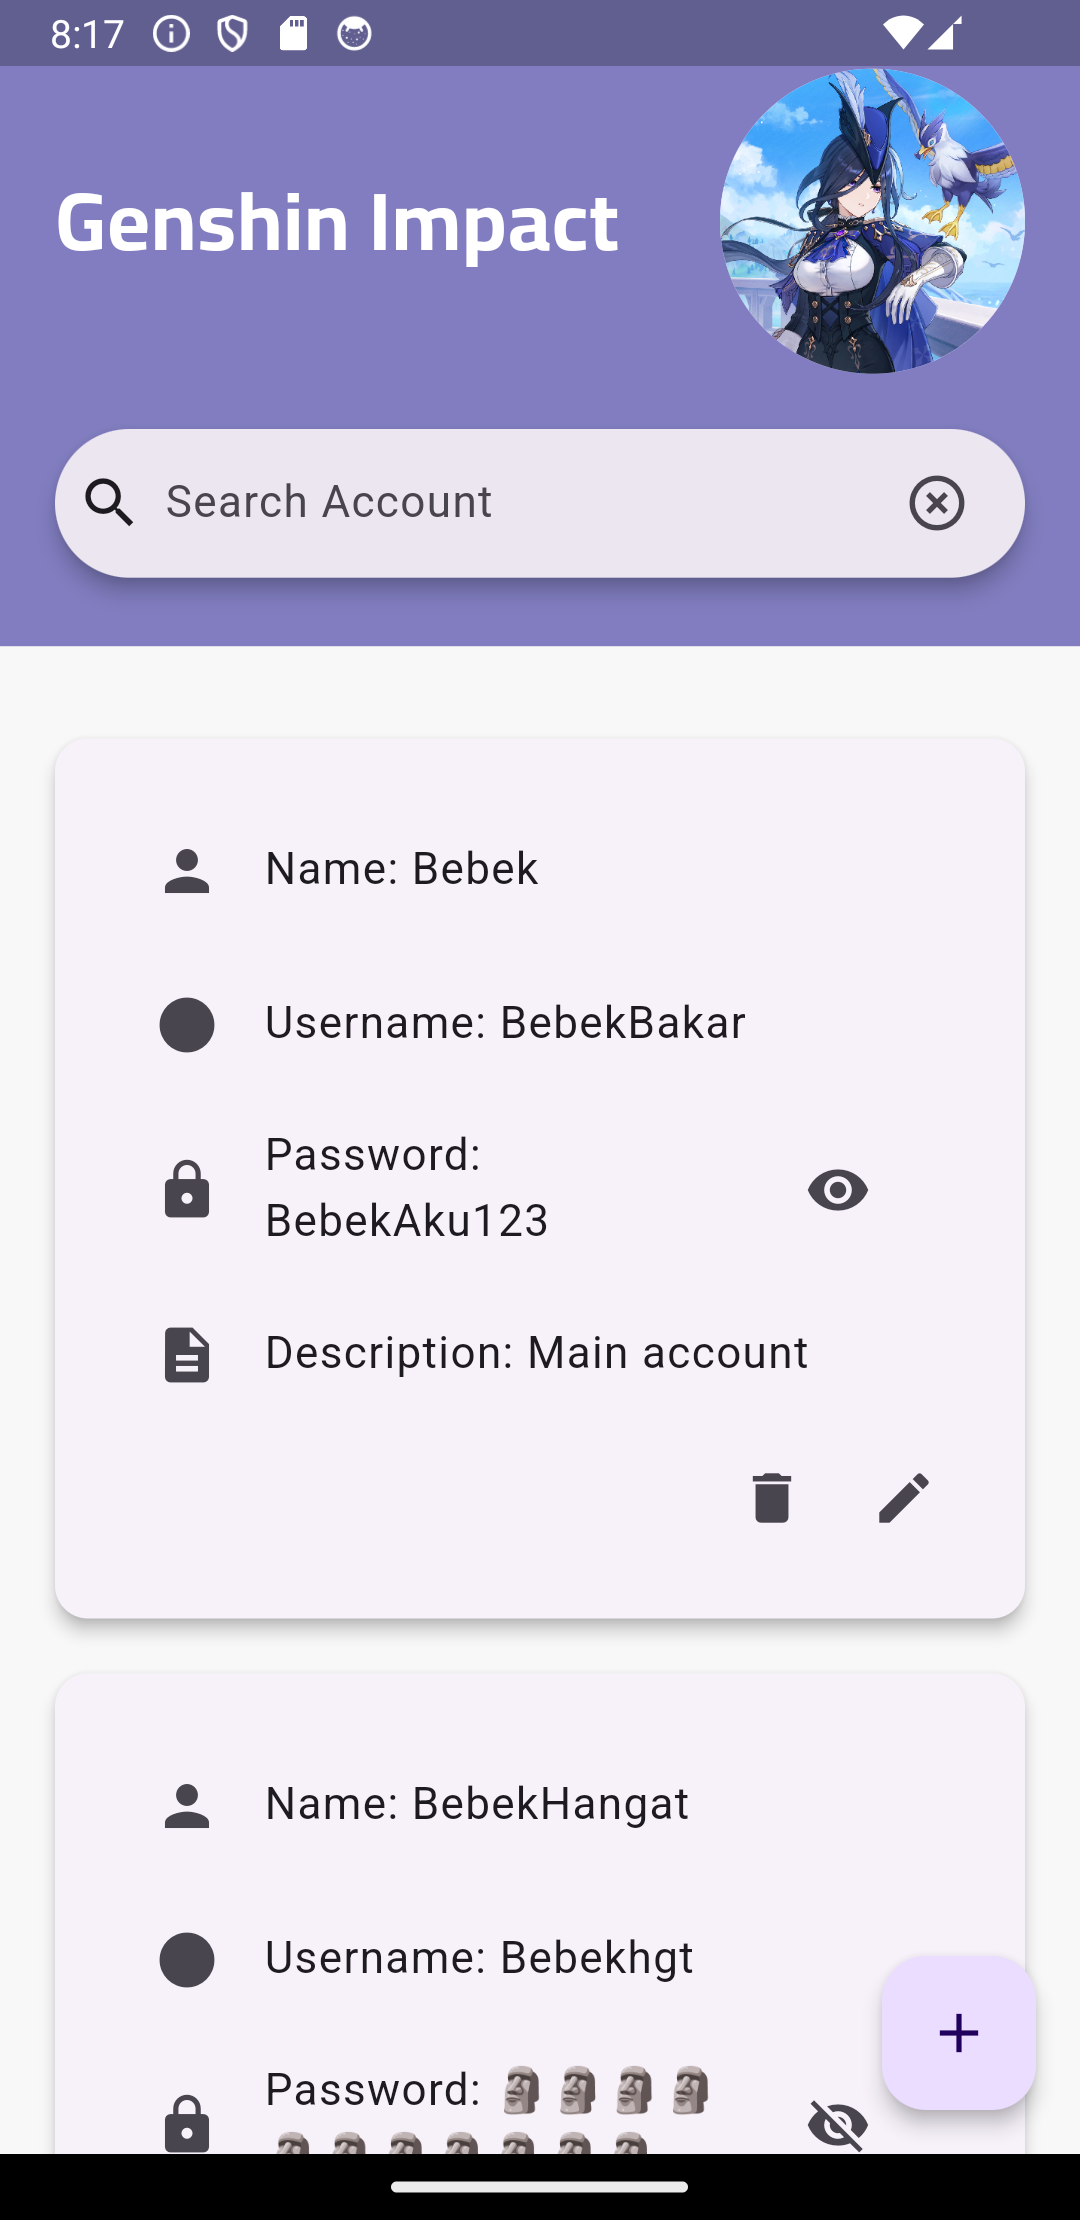 8:17
Genshin Impact
Search Account
Name: Bebek
Username: BebekBakar
Password:
BebekAku123
Description: Main account
Name: BebekHangat
Username: Bebekhgt
Password: 🗿🗿🗿🗿
🗿🗿🗿🗿🗿🗿🗿